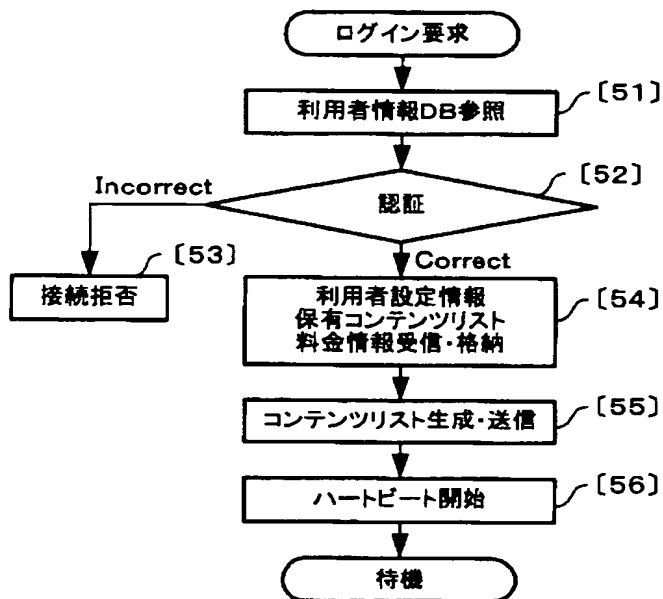 ログイン要求
利用者情報DB参照
〔51〕
認証
〔52〕
Incorrect
Correct
接続拒否
〔53〕
利用者設定情報
保有コンテンツリスト
料金情報受信・格納
〔54〕
コンテンツリスト生成・送信
〔55〕
ハートビート開始
〔56〕
待機